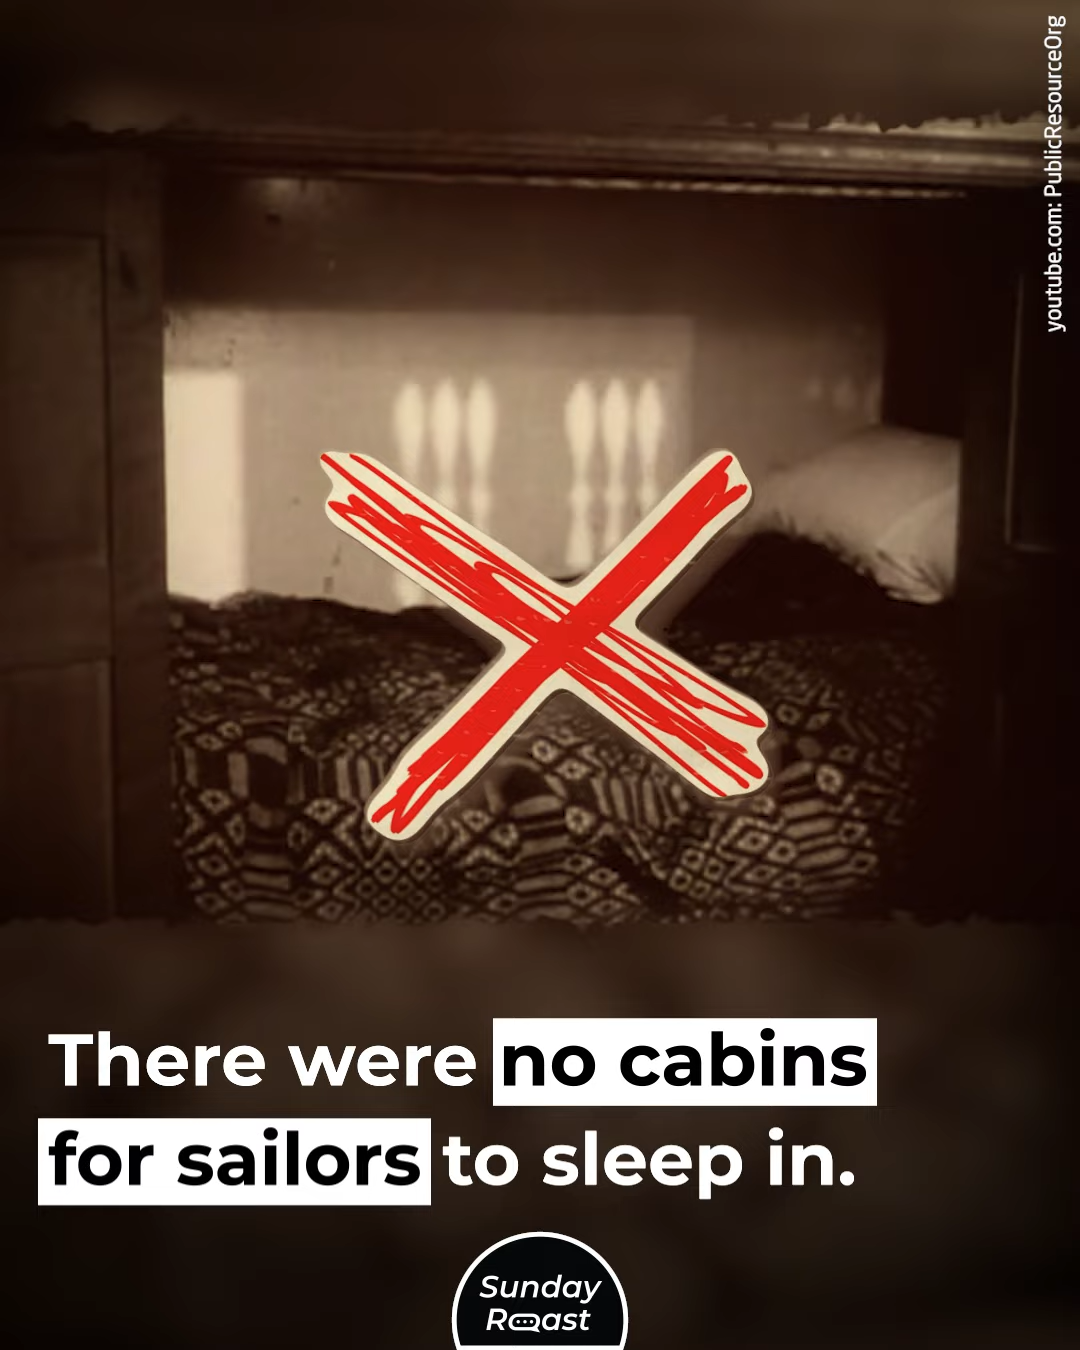 youtube.com: PublicResourceOrg
There were no cabins
for sailors to sleep in.
Sunday
Roast